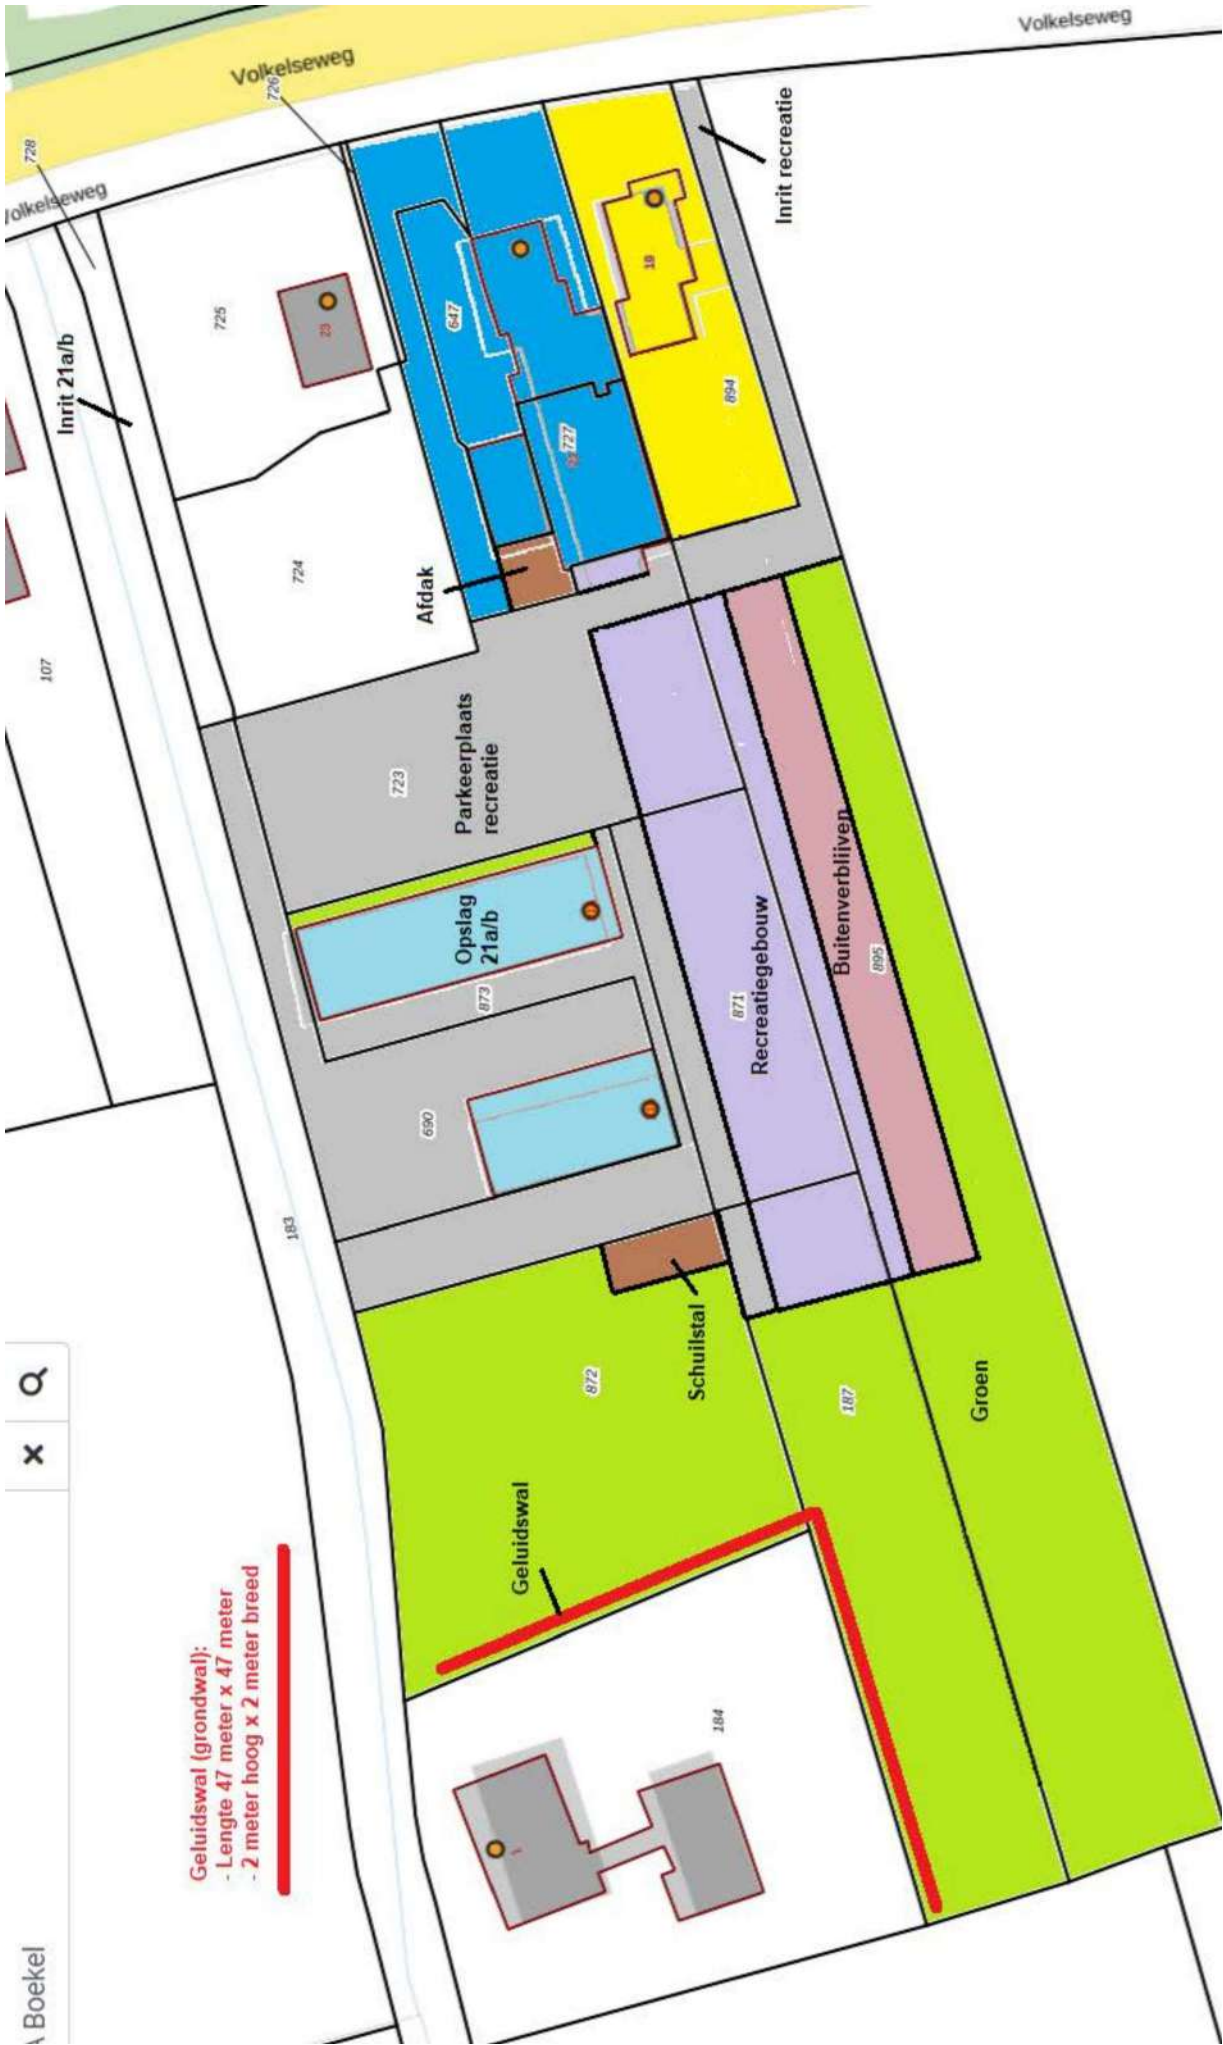 Volkelseweg
Volkelseweg
Volkelseweg
728
726
Inrit recreatie
725
23
Inrit 21a/b
647
18
894
727
724
Afdak
107
Parkeerplaats
recreatie
723
Opslag
21a/b
873
Recreatiegebouw
871
Buitenverblijven
895
690
183
Schuilstal
872
187
Groen
Geluidswal
184
1
Geluidswal (grondwal):
- Lengte 47 meter x 47 meter
- 2 meter hoog x 2 meter breed
x
Boekel